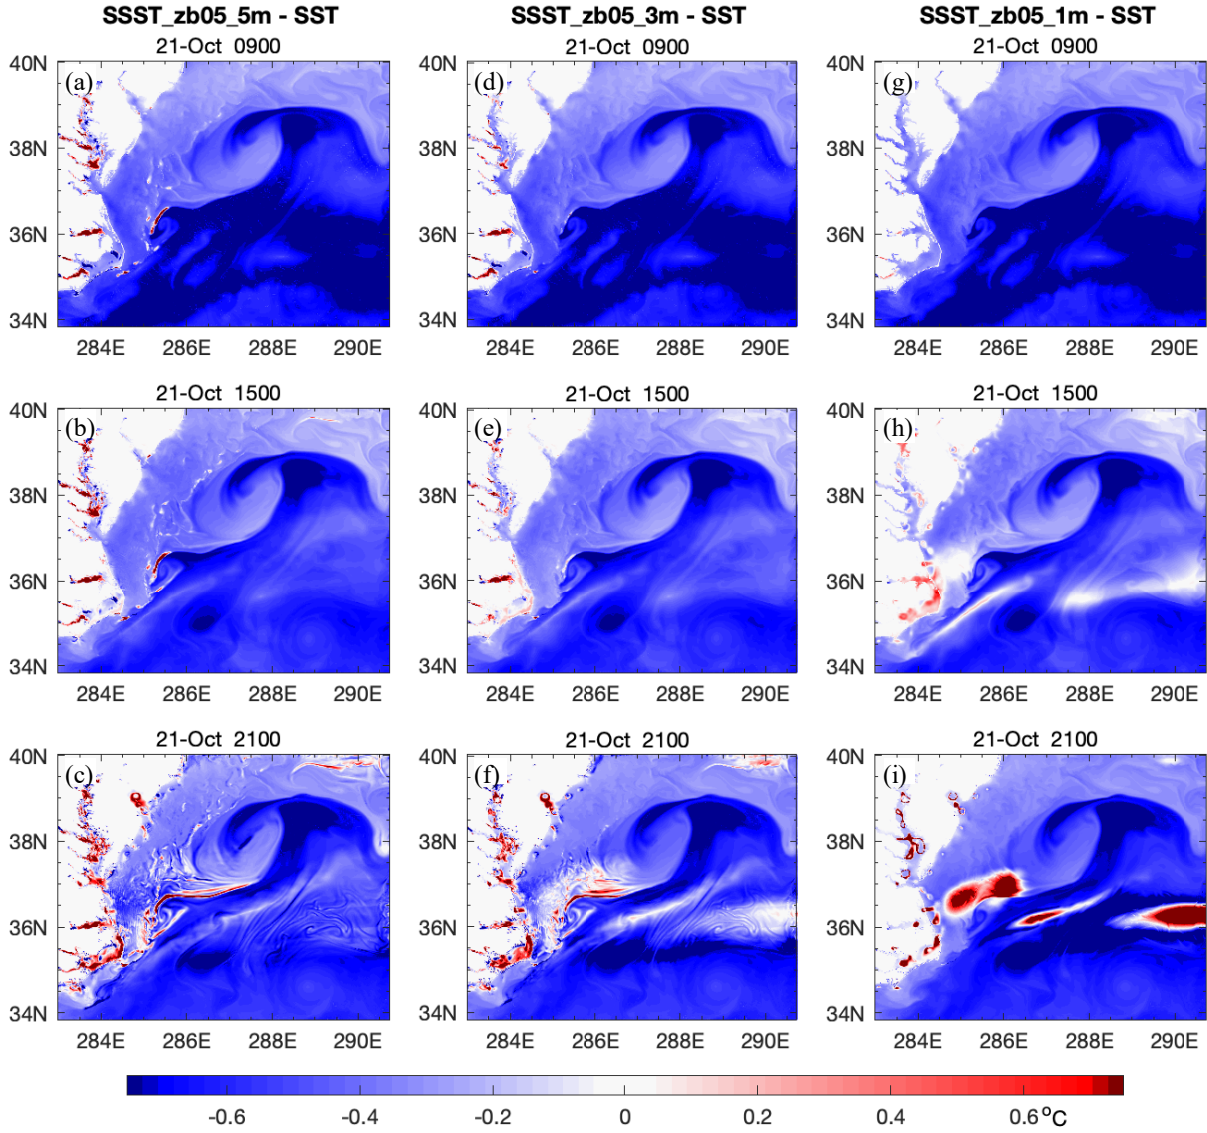 SSST_zb05_5m - SST
SSST_zb05_3m - SST
SSST_zb05_1m - SST
21-Oct 0900
21-Oct 0900
21-Oct 0900
40N
(a)
38N
36N
34N
284E 286E 288E 290E
40N
(d)
38N
36N
34N
284E 286E 288E 290E
40N
(g)
38N
36N
34N
284E 286E 288E 290E
21-Oct 1500
21-Oct 1500
21-Oct 1500
40N
(b)
38N
36N
34N
284E 286E 288E 290E
40N
(e)
38N
36N
34N
284E 286E 288E 290E
40N
(h)
38N
36N
34N
284E 286E 288E 290E
21-Oct 2100
21-Oct 2100
21-Oct 2100
40N
(c)
38N
36N
34N
284E 286E 288E 290E
40N
(f)
38N
36N
34N
284E 286E 288E 290E
40N
(i)
38N
36N
34N
284E 286E 288E 290E
-0.6 -0.4 -0.2 0 0.2 0.4 0.6 °C